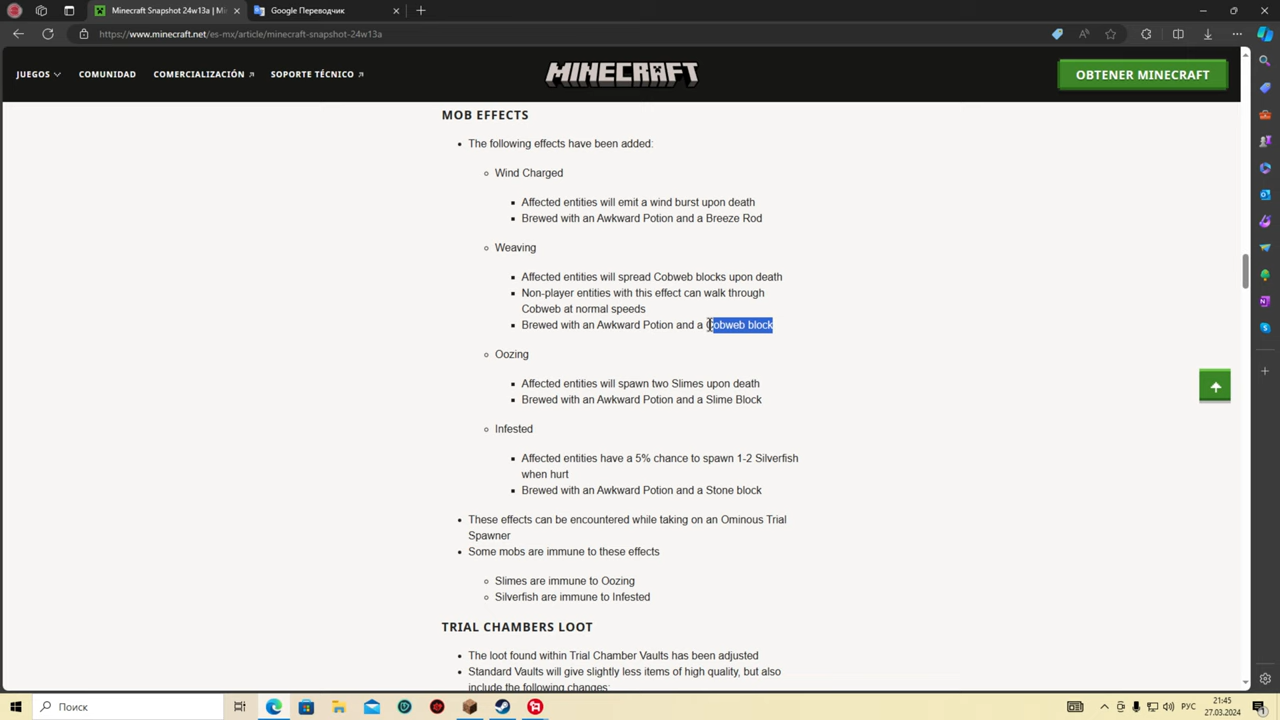 Minecraft Snapshot 24w13a | Mi
Google Переводчик
https://www.minecraft.net/es-mx/article/minecraft-snapshot-24w13a
JUEGOS
COMUNIDAD
COMERCIALIZACIÓN
SOPORTE TÉCNICO
MINECRAFT
OBTENER MINECRAFT
MOB EFFECTS
The following effects have been added:
Wind Charged
Affected entities will emit a wind burst upon death
Brewed with an Awkward Potion and a Breeze Rod
Weaving
Affected entities will spread Cobweb blocks upon death
Non-player entities with this effect can walk through
Cobweb at normal speeds
Brewed with an Awkward Potion and a Cobweb block
Oozing
Affected entities will spawn two Slimes upon death
Brewed with an Awkward Potion and a Slime Block
Infested
Affected entities have a 5% chance to spawn 1-2 Silverfish
when hurt
Brewed with an Awkward Potion and a Stone block
These effects can be encountered while taking on an Ominous Trial
Spawner
Some mobs are immune to these effects
Slimes are immune to Oozing
Silverfish are immune to Infested
TRIAL CHAMBERS LOOT
The loot found within Trial Chamber Vaults has been adjusted
Standard Vaults will give slightly less items of high quality, but also
include the following changes:
Поиск
РУС
21:45
27.03.2024